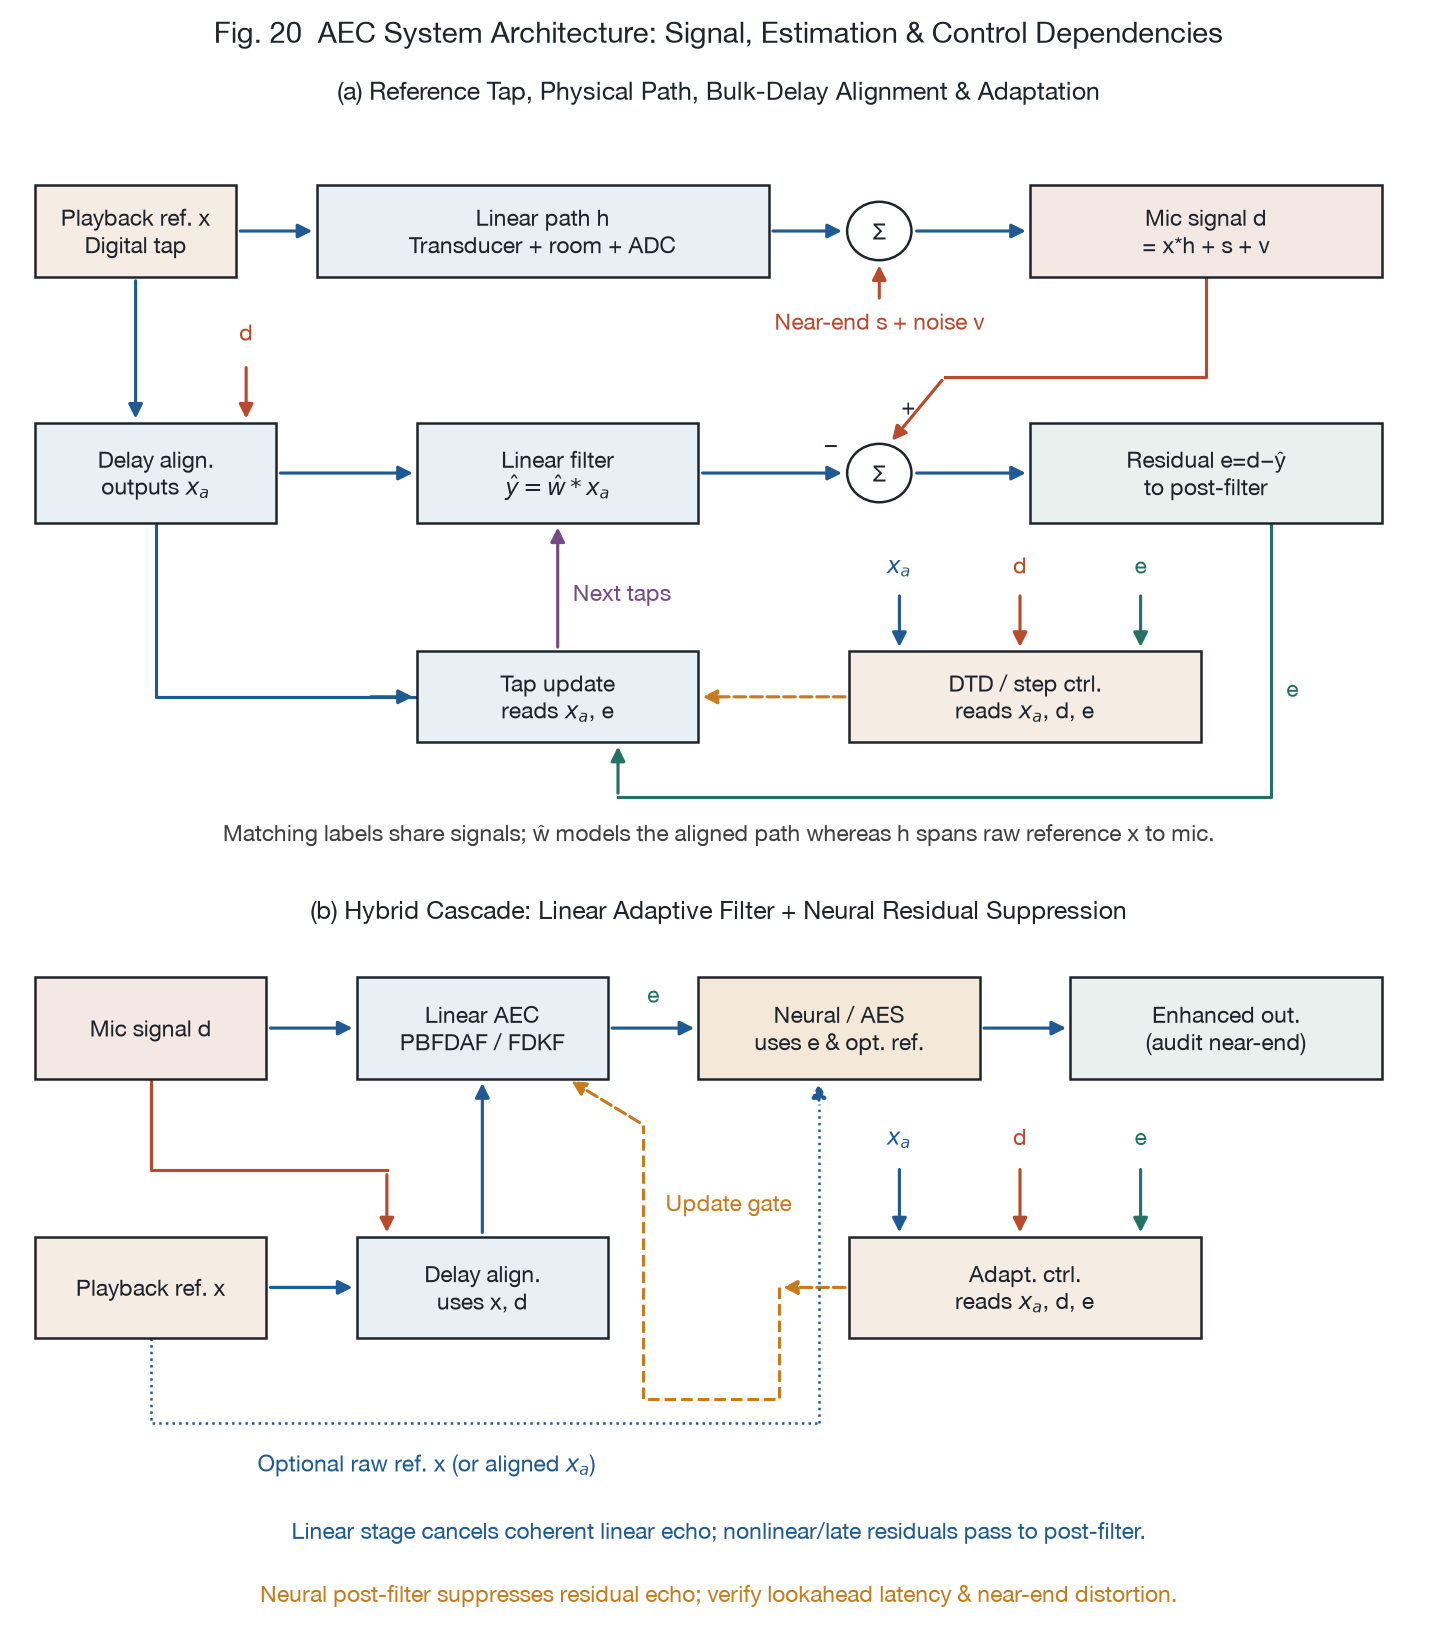 Fig. 20  AEC System Architecture: Signal, Estimation & Control Dependencies
(a) Reference Tap, Physical Path, Bulk-Delay Alignment & Adaptation
Playback ref. x
Digital tap
Linear path h
Transducer + room + ADC
Σ
Mic signal d
= x*h + s + v
Near-end s + noise v
d
+
−
Delay align.
outputs xₐ
Linear filter
ŷ = ŵ * xₐ
Σ
Residual e=d−ŷ
to post-filter
xₐ
d
e
Next taps
Tap update
reads xₐ, e
DTD / step ctrl.
reads xₐ, d, e
e
Matching labels share signals; ŵ models the aligned path whereas h spans raw reference x to mic.
(b) Hybrid Cascade: Linear Adaptive Filter + Neural Residual Suppression
Mic signal d
Linear AEC
PBFDAF / FDKF
e
Neural / AES
uses e & opt. ref.
Enhanced out.
(audit near-end)
xₐ
d
e
Update gate
Playback ref. x
Delay align.
uses x, d
Adapt. ctrl.
reads xₐ, d, e
Optional raw ref. x (or aligned xₐ)
Linear stage cancels coherent linear echo; nonlinear/late residuals pass to post-filter.
Neural post-filter suppresses residual echo; verify lookahead latency & near-end distortion.